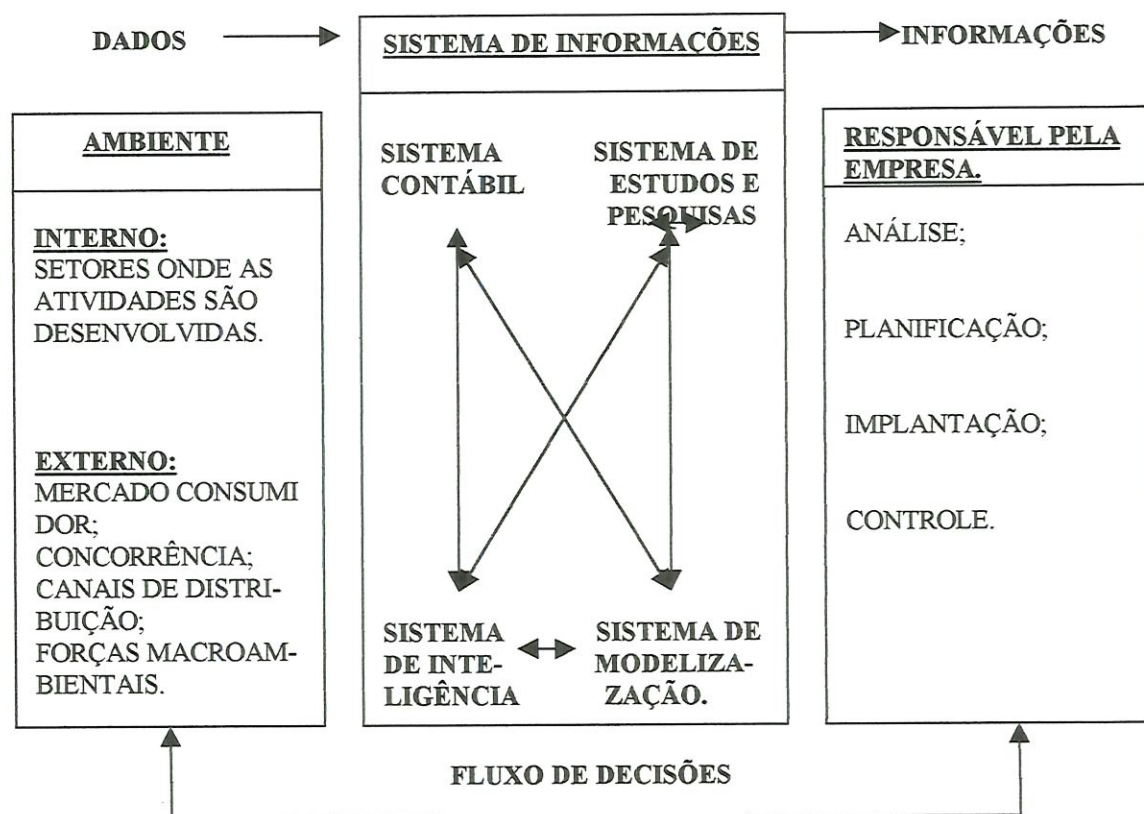 DADOS
SISTEMA DE INFORMAÇÕES
INFORMAÇÕES
AMBIENTE
INTERNO:
SETORES ONDE AS
ATIVIDADES SÃO
DESENVOLVIDAS.
EXTERNO:
MERCADO CONSUMI
DOR;
CONCORRÊNCIA;
CANAIS DE DISTRI-
BUIÇÃO;
FORÇAS MACROAM-
BIENTAIS.
SISTEMA
CONTÁBIL
SISTEMA DE
ESTUDOS E
PESQUISAS
SISTEMA
DE INTE-
LIGÊNCIA
SISTEMA DE
MODELIZA-
ZAÇÃO.
RESPONSÁVEL PELA
EMPRESA.
ANÁLISE;
PLANIFICAÇÃO;
IMPLANTAÇÃO;
CONTROLE.
FLUXO DE DECISÕES